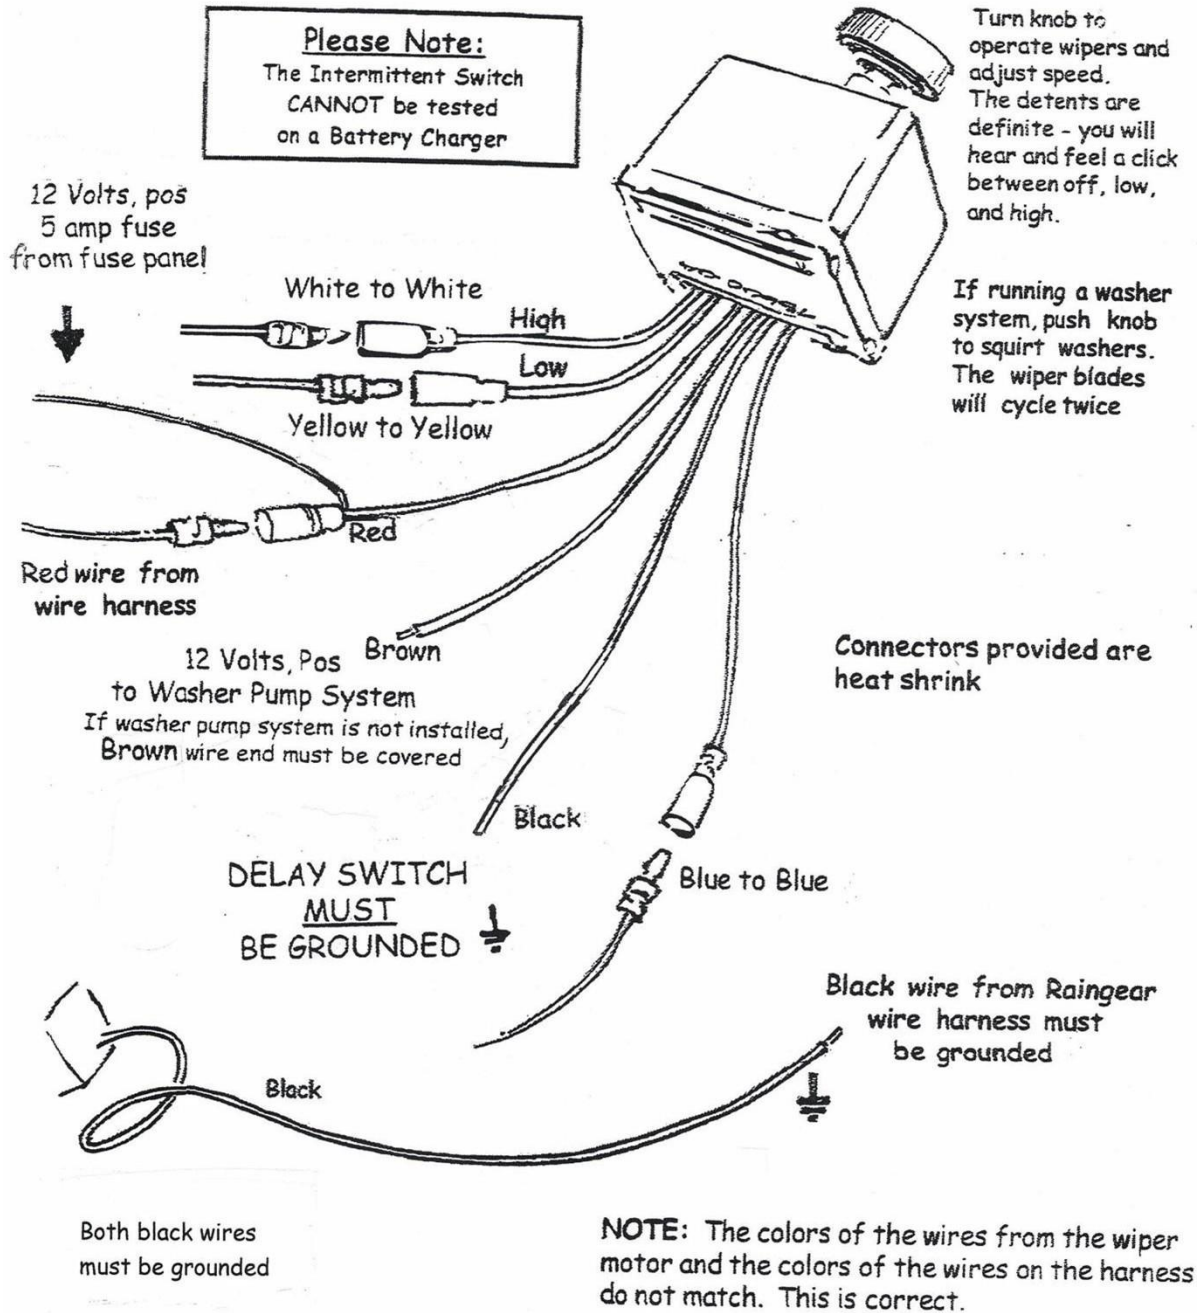 Please Note:
The Intermittent Switch
CANNOT be tested
on a Battery Charger
Turn knob to
operate wipers and
adjust speed.
The detents are
definite - you will
hear and feel a click
between off, low,
and high.
12 Volts, pos
5 amp fuse
from fuse panel
White to White
High
Low
Yellow to Yellow
If running a washer
system, push knob
to squirt washers.
The wiper blades
will cycle twice
Red
Red wire from
wire harness
Brown
12 Volts, Pos
to Washer Pump System
If washer pump system is not installed,
Brown wire end must be covered
Connectors provided are
heat shrink
Black
DELAY SWITCH
MUST
BE GROUNDED
Blue to Blue
Black wire from Raingear
wire harness must
be grounded
Black
Both black wires
must be grounded
NOTE: The colors of the wires from the wiper
motor and the colors of the wires on the harness
do not match. This is correct.